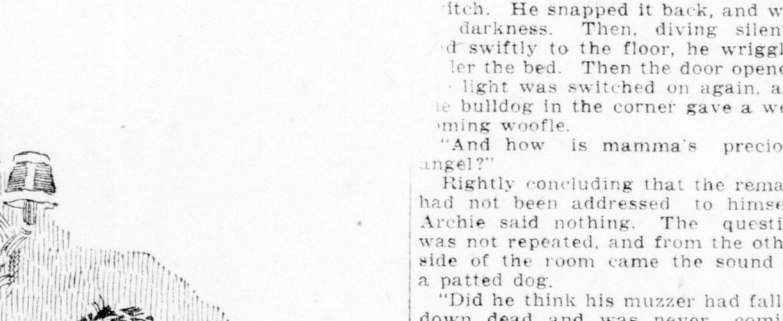 itch. He snapped it back, and w
darkness. Then, diving silen
d swiftly to the floor, he wriggl
der the bed. Then the door opene
light was switched on again, a
e bulldog in the corner gave a we
oming woofle.
"And how is mamma's precio
angel?"
Rightly concluding that the rema
had not been addressed to himse
Archie said nothing. The questi
was not repeated, and from the oth
side of the room came the sound
a patted dog.
"Did he think his muzzer had fall
down dead and was never comi